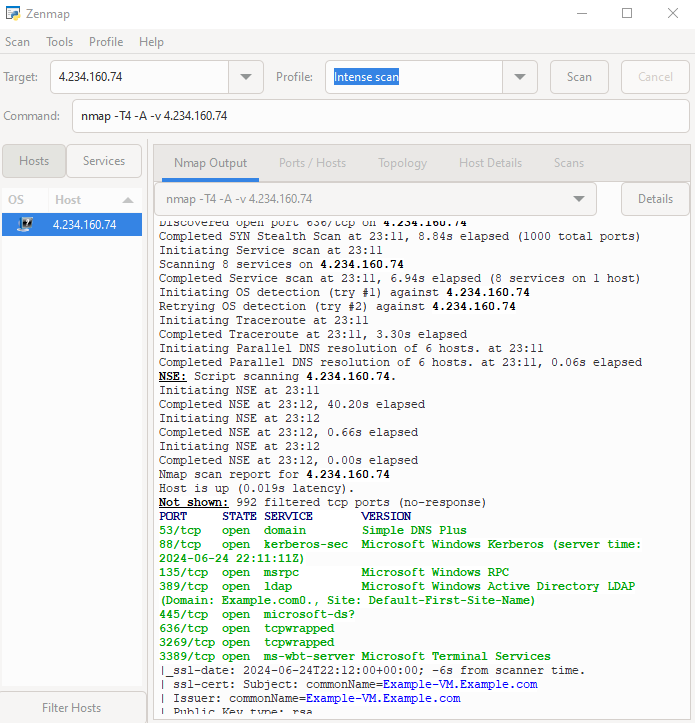 Zenmap
Scan Tools Profile Help
Target: 4.234.160.74 Profile: Intense scan Scan Cancel
Command: nmap -T4 -A -v 4.234.160.74
Hosts Services
Nmap Output Ports / Hosts Topology Host Details Scans
OS Host
nmap -T4 -A -v 4.234.160.74 Details
4.234.160.74
Discovered open port 636/tcp on 4.234.160.74
Completed SYN Stealth Scan at 23:11, 8.84s elapsed (1000 total ports)
Initiating Service scan at 23:11
Scanning 8 services on 4.234.160.74
Completed Service scan at 23:11, 6.94s elapsed (8 services on 1 host)
Initiating OS detection (try #1) against 4.234.160.74
Retrying OS detection (try #2) against 4.234.160.74
Initiating Traceroute at 23:11
Completed Traceroute at 23:11, 3.30s elapsed
Initiating Parallel DNS resolution of 6 hosts. at 23:11
Completed Parallel DNS resolution of 6 hosts. at 23:11, 0.06s elapsed
NSE: Script scanning 4.234.160.74.
Initiating NSE at 23:11
Completed NSE at 23:12, 40.20s elapsed
Initiating NSE at 23:12
Completed NSE at 23:12, 0.66s elapsed
Initiating NSE at 23:12
Completed NSE at 23:12, 0.00s elapsed
Nmap scan report for 4.234.160.74
Host is up (0.019s latency).
Not shown: 992 filtered tcp ports (no-response)
PORT STATE SERVICE VERSION
53/tcp open domain Simple DNS Plus
88/tcp open kerberos-sec Microsoft Windows Kerberos (server time:
2024-06-24 22:11:11Z)
135/tcp open msrpc Microsoft Windows RPC
389/tcp open ldap Microsoft Windows Active Directory LDAP
(Domain: Example.com0., Site: Default-First-Site-Name)
445/tcp open microsoft-ds?
636/tcp open tcpwrapped
3269/tcp open tcpwrapped
3389/tcp open ms-wbt-server Microsoft Terminal Services
|_ssl-date: 2024-06-24T22:12:00+00:00; -6s from scanner time.
| ssl-cert: Subject: commonName=Example-VM.Example.com
| Issuer: commonName=Example-VM.Example.com
| Public Key type: rsa
Filter Hosts